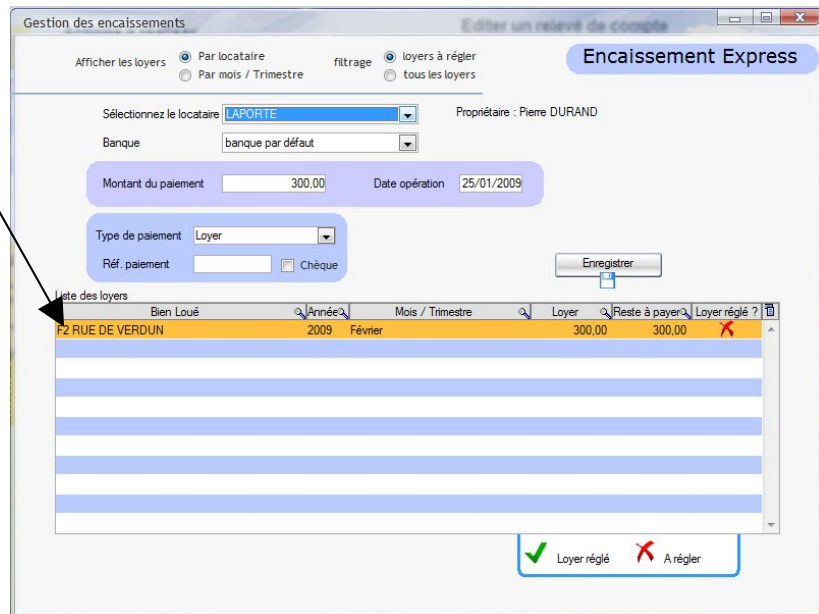 Gestion des encaissements
Editer un relevé de compte
Afficher les loyers Par locataire filtrage loyers à régler Encaissement Express
Par mois / Trimestre tous les loyers
Sélectionnez le locataire LAPORTE Propriétaire : Pierre DURAND
Banque banque par défaut
Montant du paiement 300,00 Date opération 25/01/2009
Type de paiement Loyer
Réf. paiement Chèque Enregistrer
Liste des loyers
Bien Loué Année Mois / Trimestre Loyer Reste à payer Loyer réglé ?
F2 RUE DE VERDUN 2009 Février 300,00 300,00
Loyer réglé A régler